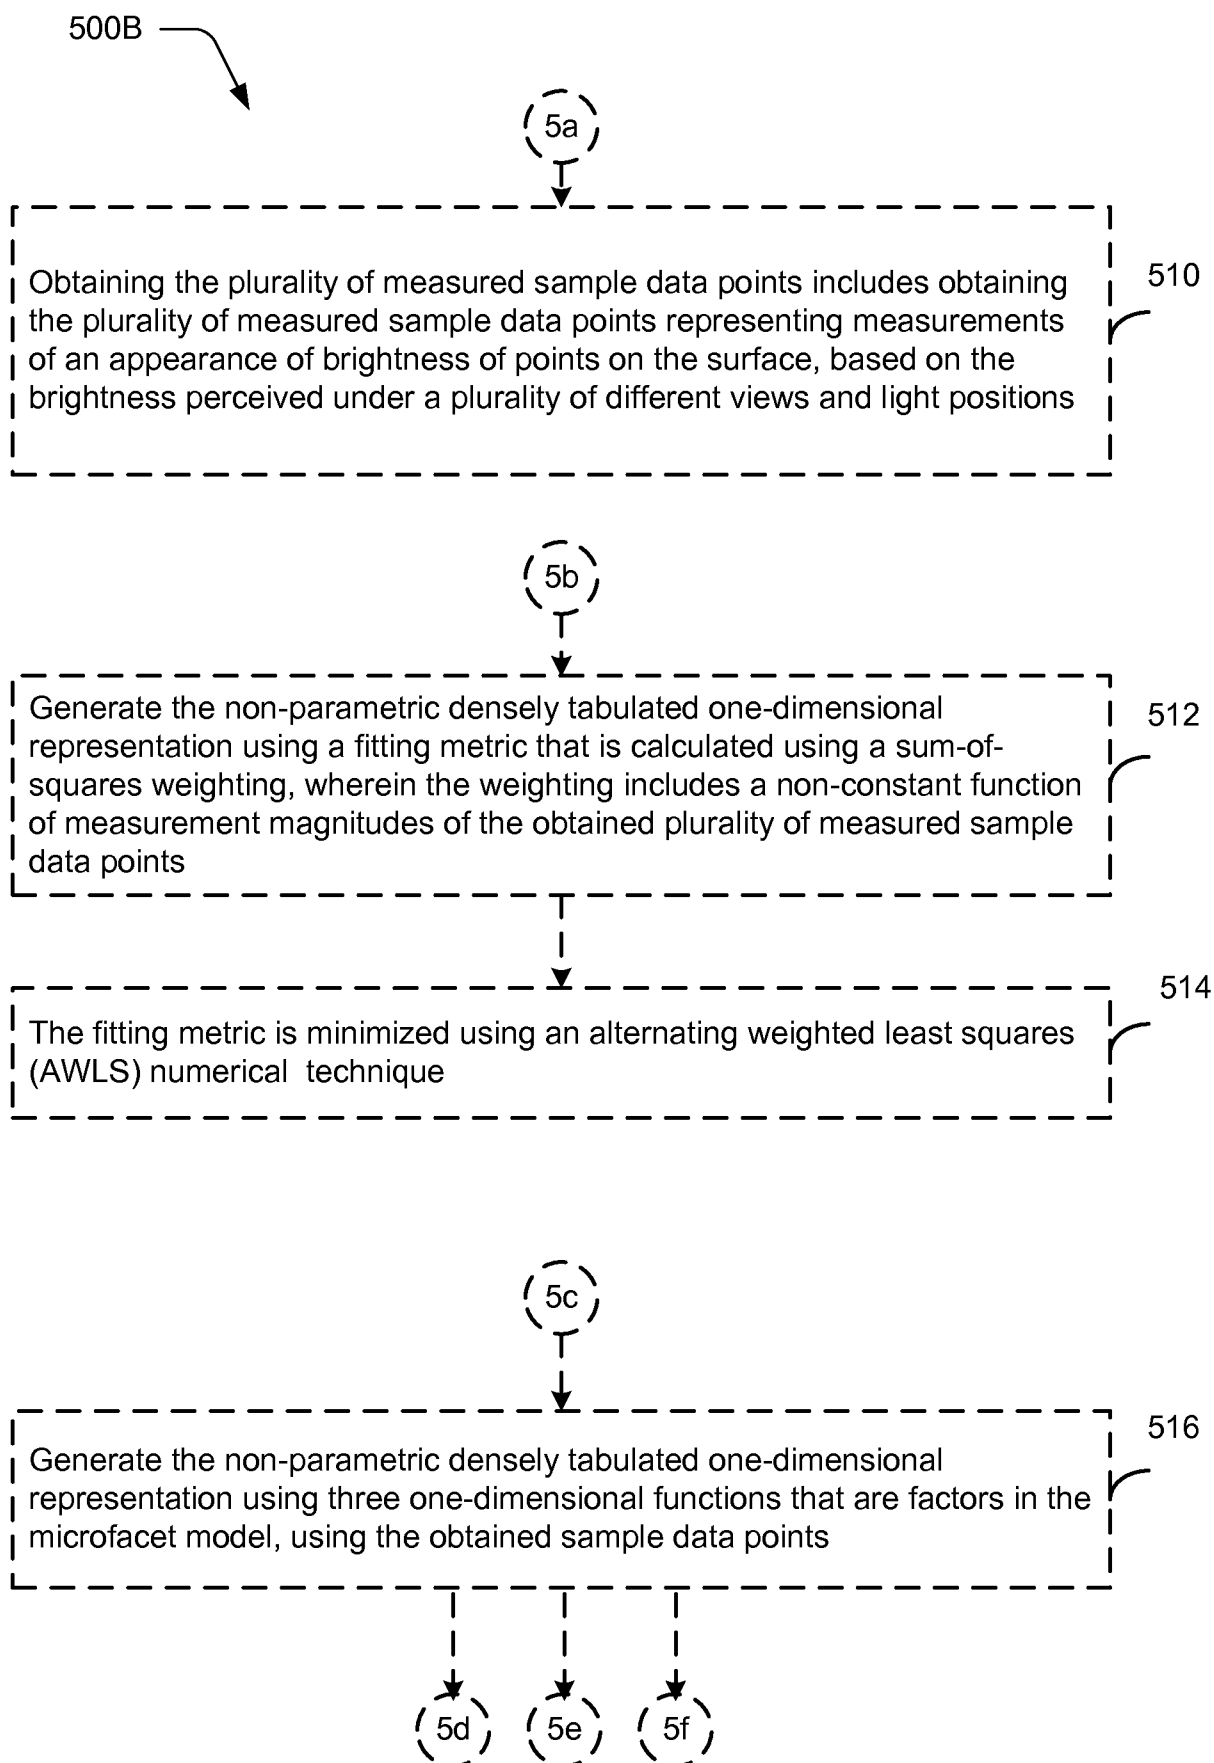 500B
5a
Obtaining the plurality of measured sample data points includes obtaining
the plurality of measured sample data points representing measurements
of an appearance of brightness of points on the surface, based on the
brightness perceived under a plurality of different views and light positions
510
5b
Generate the non-parametric densely tabulated one-dimensional
representation using a fitting metric that is calculated using a sum-of-
squares weighting, wherein the weighting includes a non-constant function
of measurement magnitudes of the obtained plurality of measured sample
data points
512
The fitting metric is minimized using an alternating weighted least squares
(AWLS) numerical technique
514
5c
Generate the non-parametric densely tabulated one-dimensional
representation using three one-dimensional functions that are factors in the
microfacet model, using the obtained sample data points
516
5d
5e
5f